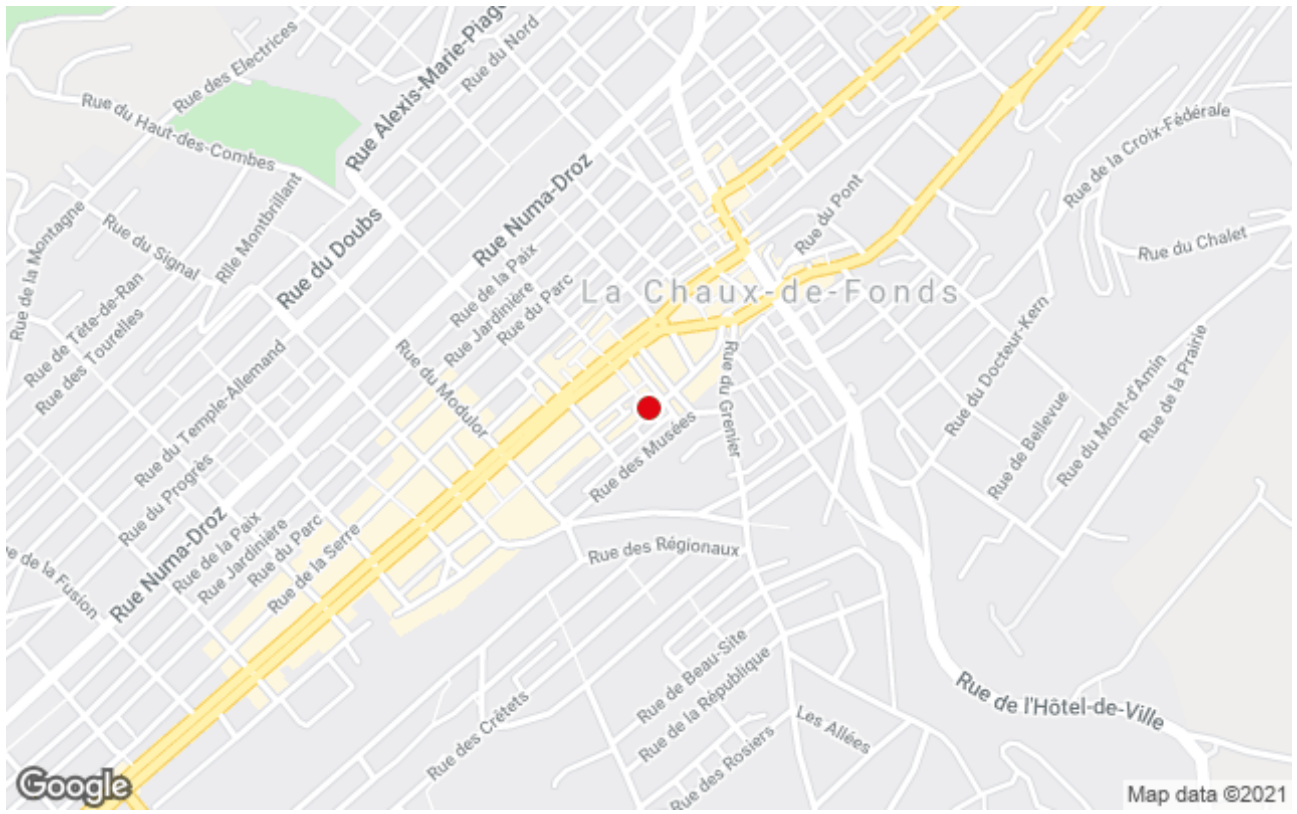 Rue des Electrices
Rue Alexis-Marie-Piag
Rue du Nord
Rue du Haut-des-Combes
Rue de la Croix-Fédérale
Rue Numa-Droz
Rue du Pont
Rue de la Montagne
Rue du Signal
Rlle Montbrillant
Rue du Doubs
Rue du Chalet
Rue de la Paix
Rue Jardinière
Rue du Parc
La Chaux-de-Fonds
Rue de Tête-de-Ran
Rue des Tourelles
Rue du Temple-Allemand
Rue du Modulor
Rue du Grenier
Rue du Docteur-Kern
Rue du Mont-d'Amin
Rue de la Prairie
Rue de Bellevue
Rue des Musées
Rue du Progrès
Rue Numa-Droz
Rue de la Paix
Rue Jardinière
Rue du Parc
Rue de la Serre
ue de la Fusion
Rue des Régionaux
Rue de Beau-Site
Rue de la République
Rue des Rosiers
Rue des Crêtets
Les Allées
Rue de l'Hôtel-de-Ville
Google
Map data ©2021